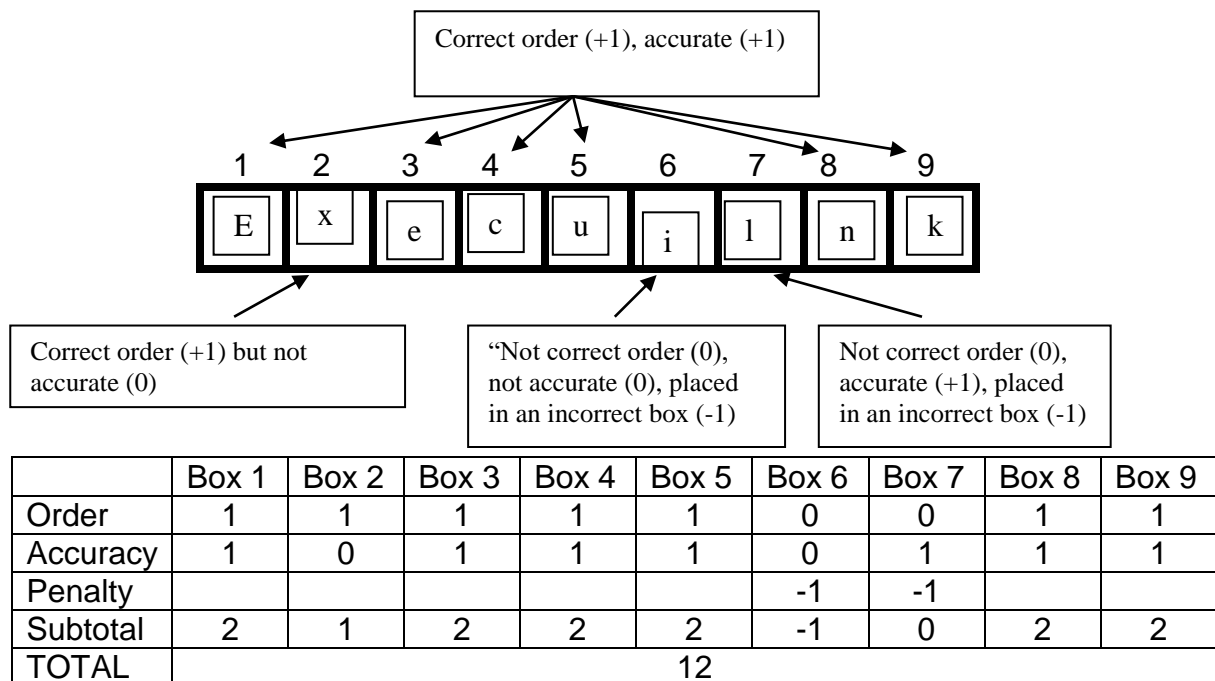 Correct order (+1), accurate (+1)
1 2 3 4 5 6 7 8 9
E x e c u i l n k
Correct order (+1) but not
accurate (0)
“Not correct order (0),
not accurate (0), placed
in an incorrect box (-1)
Not correct order (0),
accurate (+1), placed
in an incorrect box (-1)
Box 1 Box 2 Box 3 Box 4 Box 5 Box 6 Box 7 Box 8 Box 9
Order 1 1 1 1 1 0 0 1 1
Accuracy 1 0 1 1 1 0 1 1 1
Penalty -1 -1
Subtotal 2 1 2 2 2 -1 0 2 2
TOTAL 12